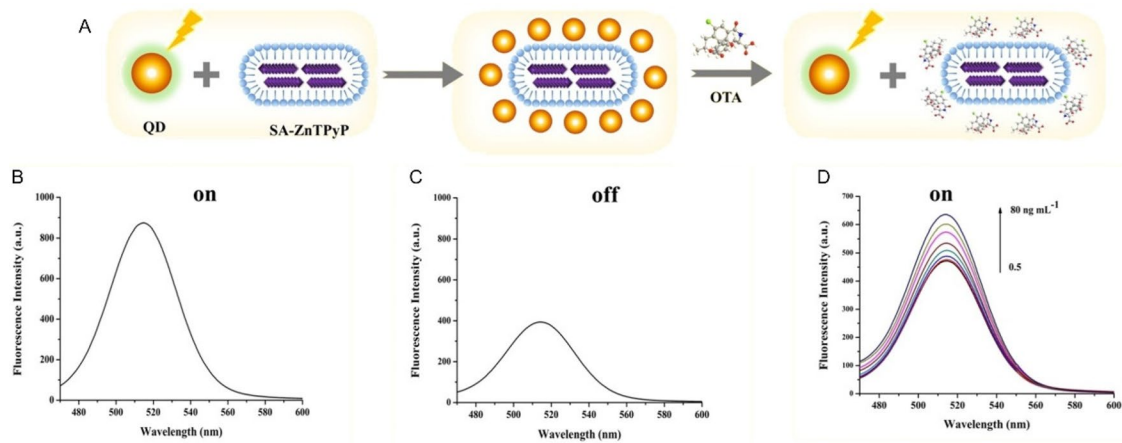 A
QD
SA-ZnTPyP
OTA
B
on
1000
800
600
400
200
0
480 500 520 540 560 580 600
Wavelength (nm)
Fluorescence Intensity (a.u.)
C
off
1000
800
600
400
200
0
480 500 520 540 560 580 600
Wavelength (nm)
Fluorescence Intensity (a.u.)
D
on
80 ng mL-1
0.5
700
600
500
400
300
200
100
0
480 500 520 540 560 580 600
Wavelength (nm)
Fluorescence Intensity (a.u.)